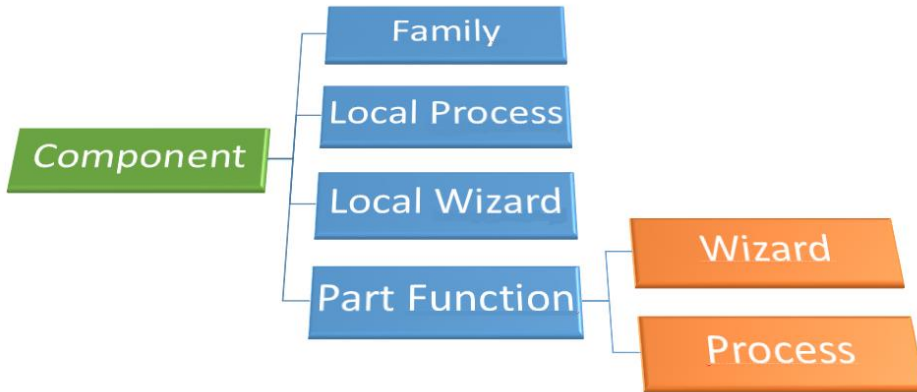 Family
Local Process
Component
Local Wizard
Wizard
Part Function
Process